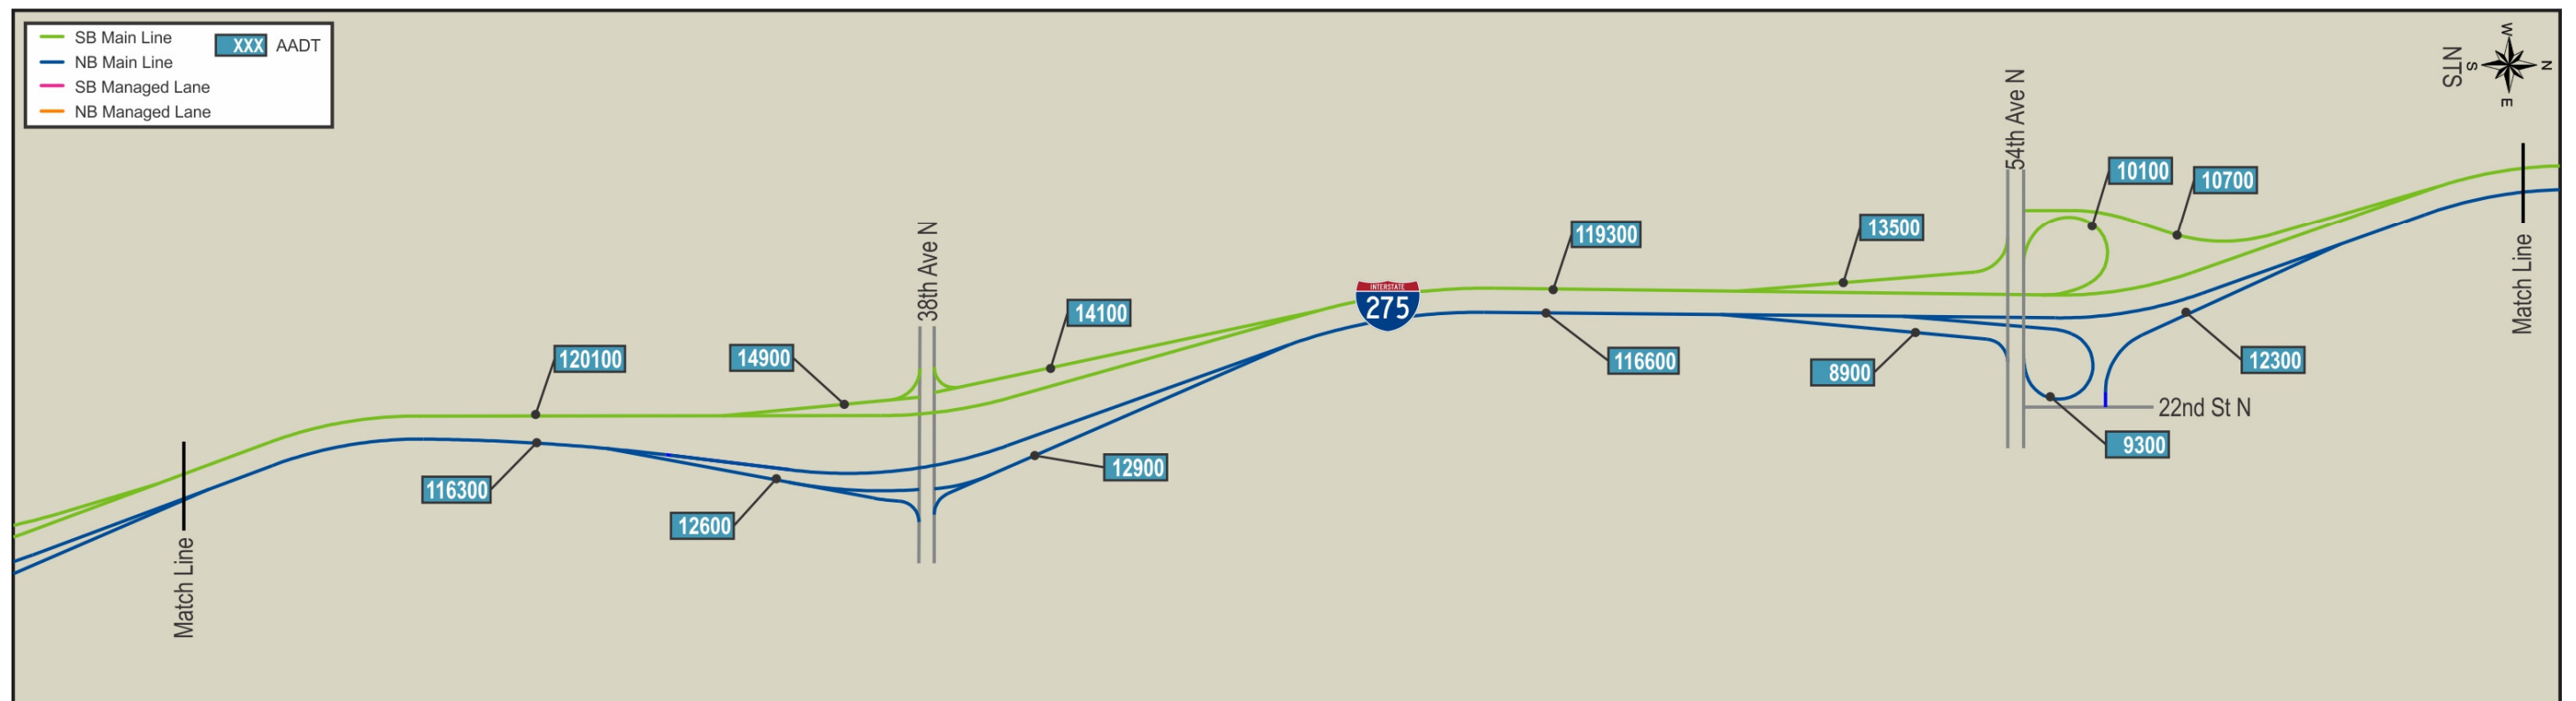 SB Main Line
XXX AADT
NB Main Line
SB Managed Lane
NB Managed Lane
W
S
N
E
NTS
54th Ave N
10100
10700
38th Ave N
119300
13500
Match Line
INTERSTATE
275
14100
120100
14900
116600
8900
12300
22nd St N
9300
116300
12900
12600
Match Line